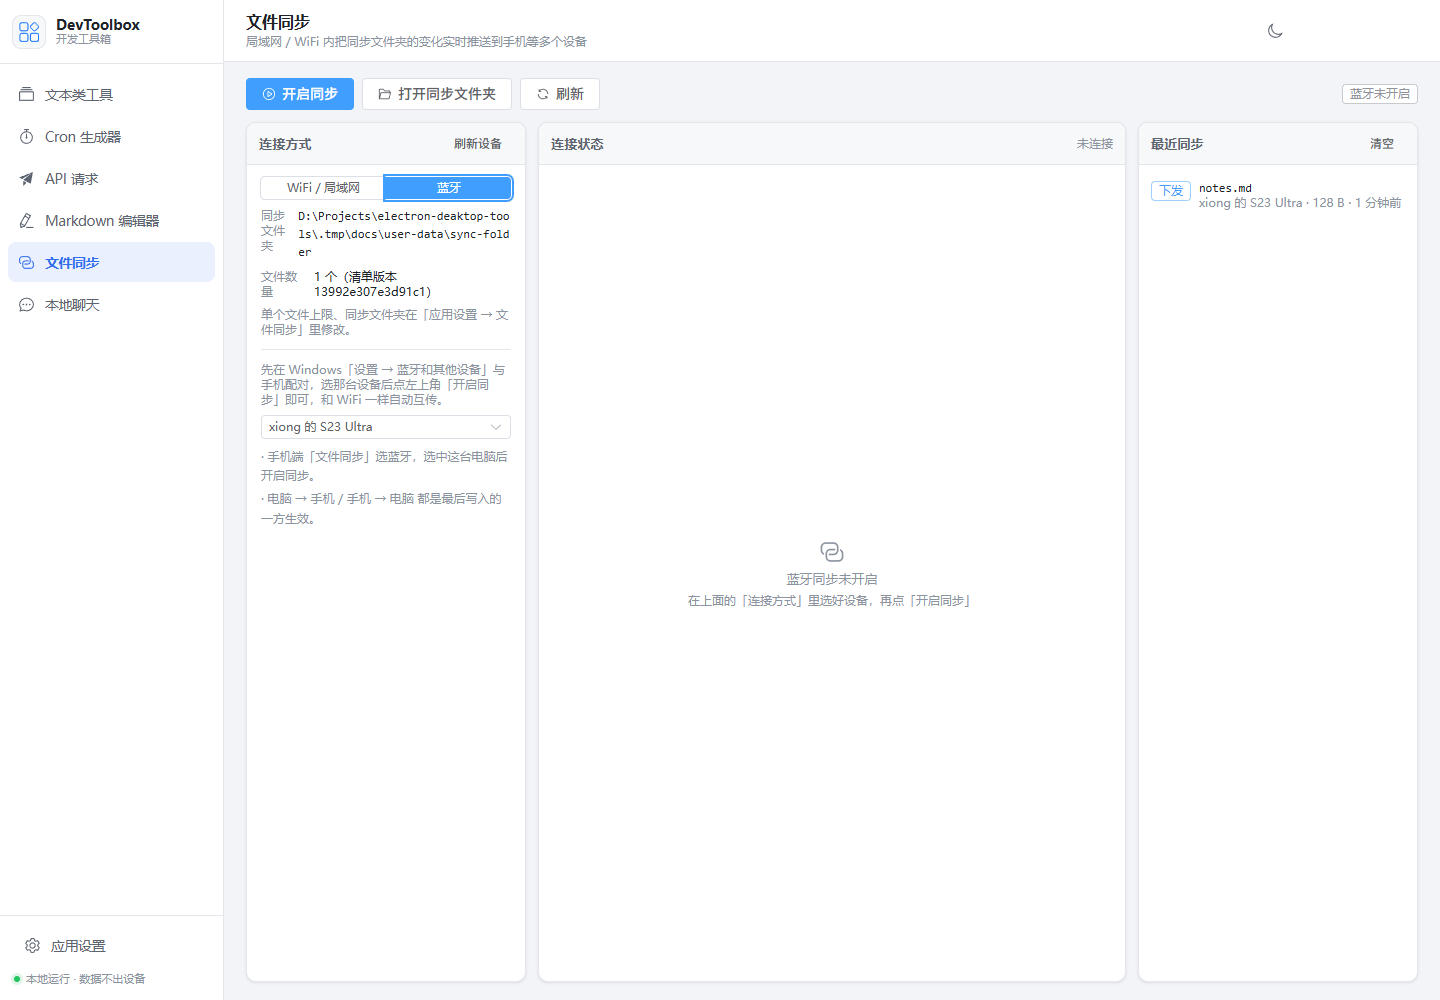 DevToolbox
开发工具箱
文本类工具
Cron 生成器
API 请求
Markdown 编辑器
文件同步
本地聊天
应用设置
本地运行 · 数据不出设备
文件同步
局域网 / WiFi 内把同步文件夹的变化实时推送到手机等多个设备
开启同步
打开同步文件夹
刷新
蓝牙未开启
连接方式
刷新设备
WiFi / 局域网
蓝牙
同步
文件
夹
D:\Projects\electron-deaktop-too
ls\.tmp\docs\user-data\sync-fold
er
文件数
量
1 个（清单版本
13992e307e3d91c1）
单个文件上限、同步文件夹在「应用设置 → 文
件同步」里修改。
先在 Windows「设置 → 蓝牙和其他设备」与
手机配对，选那台设备后点左上角「开启同
步」即可，和 WiFi 一样自动互传。
xiong 的 S23 Ultra
· 手机端「文件同步」选蓝牙，选中这台电脑后
开启同步。
· 电脑 → 手机 / 手机 → 电脑 都是最后写入的
一方生效。
连接状态
未连接
蓝牙同步未开启
在上面的「连接方式」里选好设备，再点「开启同步」
最近同步
清空
下发
notes.md
xiong 的 S23 Ultra · 128 B · 1 分钟前